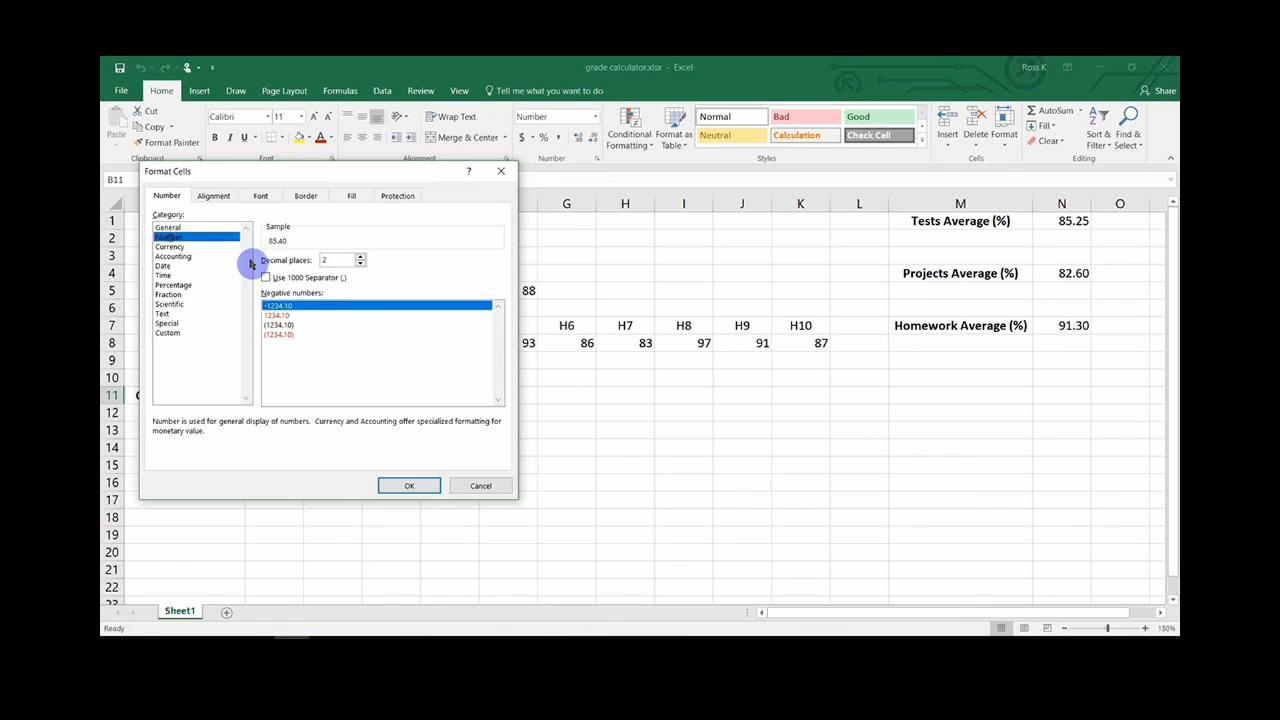 grade calculator.xlsx - Excel
Ross K
File Home Insert Draw Page Layout Formulas Data Review View Tell me what you want to do Share
Cut
Copy
Format Painter
Paste
Clipboard
Calibri 11
B I U
Font
Wrap Text
Merge & Center
Alignment
Number
$ % ,
Number
Conditional Formatting
Format as Table
Normal Bad Good
Neutral Calculation Check Cell
Styles
Insert Delete Format
Cells
AutoSum
Fill
Clear
Sort & Filter
Find & Select
Editing
B11
Format Cells ?
Number Alignment Font Border Fill Protection
Category:
General
Currency
Accounting
Date
Time
Percentage
Fraction
Scientific
Text
Special
Custom
Sample
85.40
Decimal places: 2
Use 1000 Separator (,)
Negative numbers:
-1234.10
1234.10
(1234.10)
(1234.10)
Number is used for general display of numbers. Currency and Accounting offer specialized formatting for
monetary value.
OK Cancel
G H I J K L M N O
1 Tests Average (%) 85.25
2
3
4 Projects Average (%) 82.60
5 88
6
7 H6 H7 H8 H9 H10 Homework Average (%) 91.30
8 93 86 83 97 91 87
9
10
11
12
13
14
15
16
17
18
19
20
21
22
23
Sheet1
Ready 130%